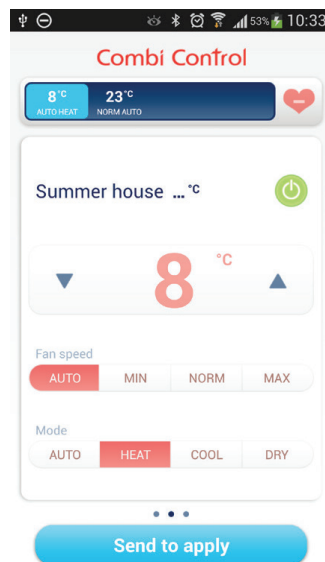 53% 10:33
Combi Control
8°C 23°C
AUTO HEAT NORM AUTO
Summer house ...°C
8 °C
Fan speed
AUTO MIN NORM MAX
Mode
AUTO HEAT COOL DRY
Send to apply